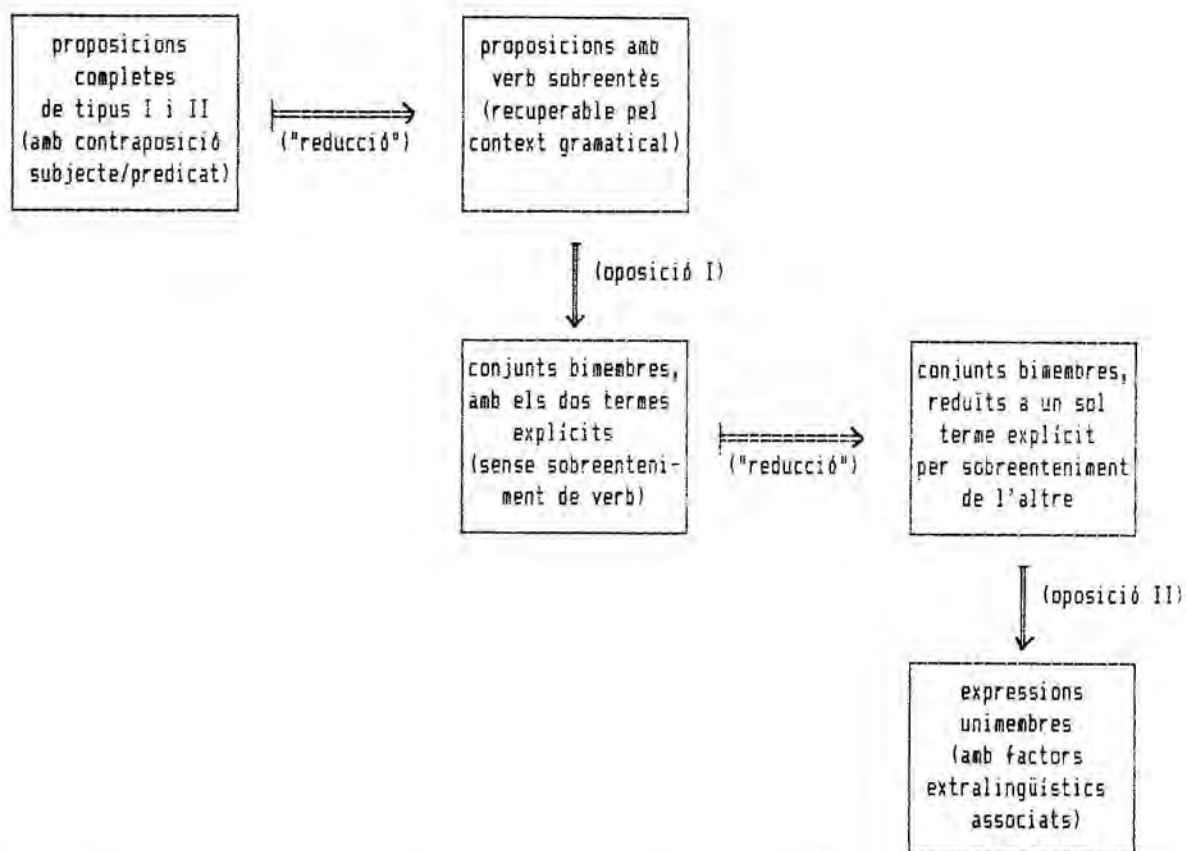 proposicions
completes
de tipus I i II
(amb contraposició
subjecte/predicat)
("reducció")
proposicions amb
verb sobreentès
(recuperable pel
context gramatical)
(oposició I)
conjunts bimembres,
amb els dos termes
explícits
(sense sobreenteni-
ment de verb)
("reducció")
conjunts bimembres,
reduïts a un sol
terme explícit
per sobreenteniment
de l'altre
(oposició II)
expressions
unimembres
(amb factors
extralingüístics
associats)